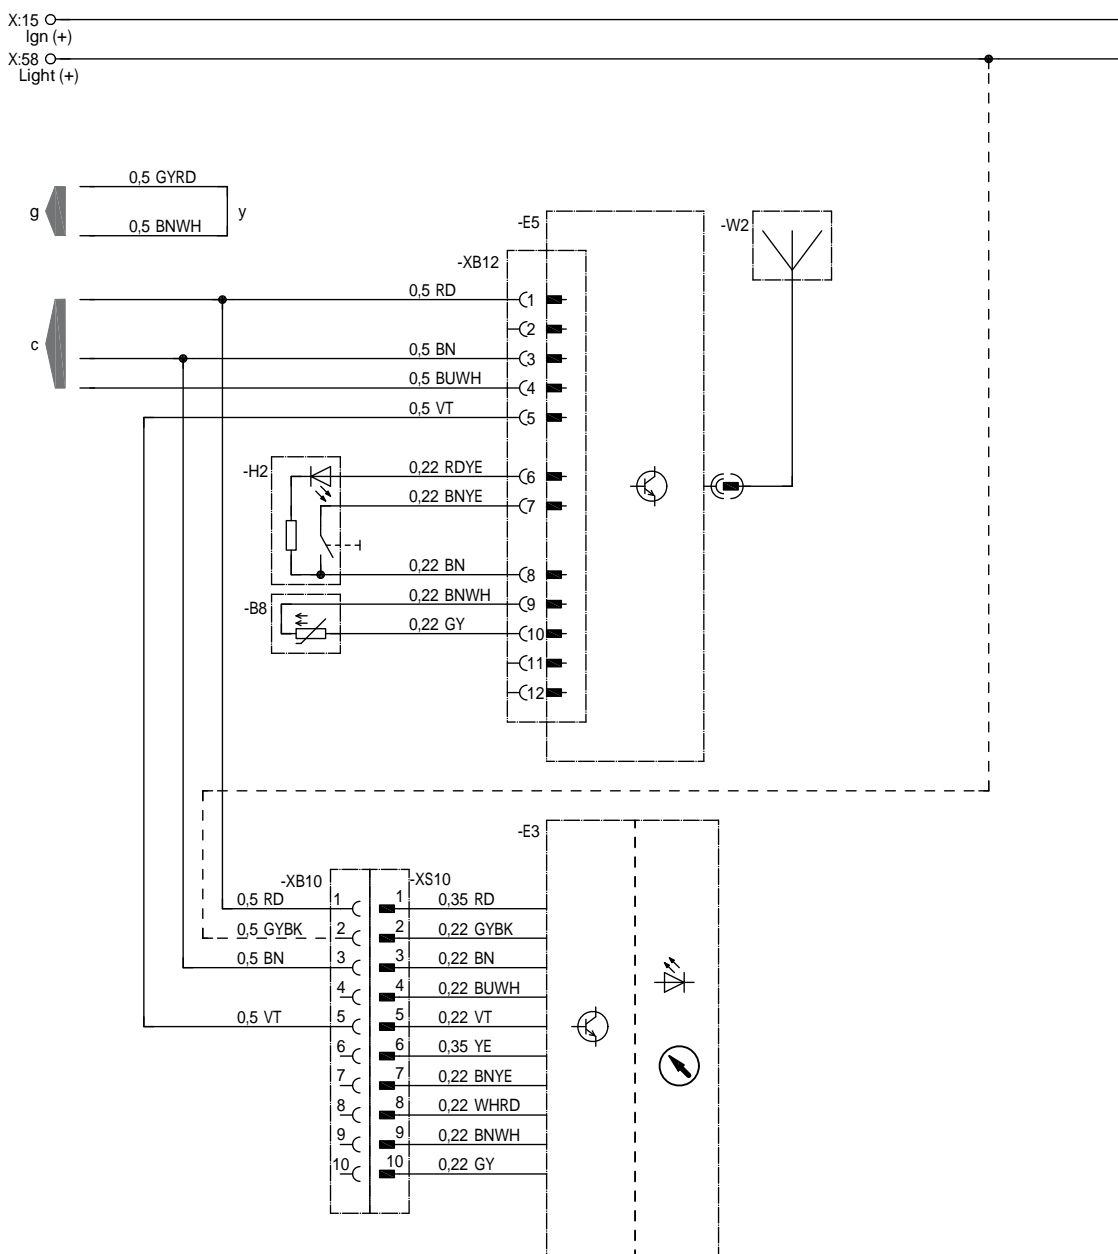 X:15
Ign (+)
X:58
Light (+)
0,5 GYRD
g
y
0,5 BNWH
-E5
-W2
-XB12
0,5 RD
1
2
c
0,5 BN
3
0,5 BUWH
4
0,5 VT
5
-H2
0,22 RDYE
6
0,22 BNYE
7
0,22 BN
8
-B8
0,22 BNWH
9
0,22 GY
10
11
12
-E3
-XB10
-XS10
0,5 RD
1
1
0,35 RD
0,5 GYBK
2
2
0,22 GYBK
0,5 BN
3
3
0,22 BN
4
4
0,22 BUWH
0,5 VT
5
5
0,22 VT
6
6
0,35 YE
7
7
0,22 BNYE
8
8
0,22 WHRD
9
9
0,22 BNWH
10
10
0,22 GY